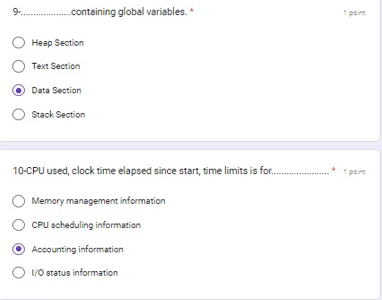 9-.....................containing global variables. * 1 point
Heap Section
Text Section
Data Section
Stack Section
10-CPU used, clock time elapsed since start, time limits is for........................ * 1 point
Memory management information
CPU scheduling information
Accounting information
I/O status information